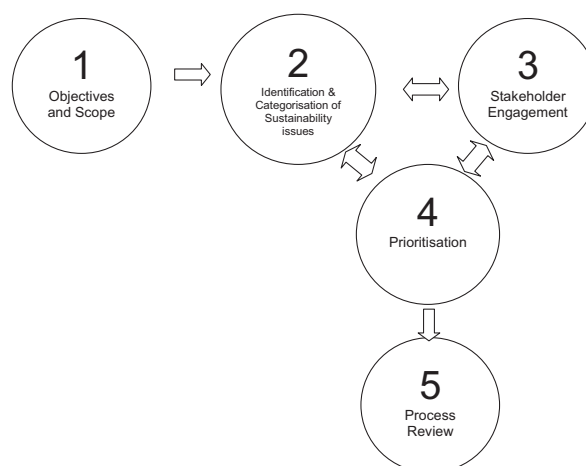 1
Objectives
and Scope
2
Identification &
Categorisation of
Sustainability
issues
3
Stakeholder
Engagement
4
Prioritisation
5
Process
Review